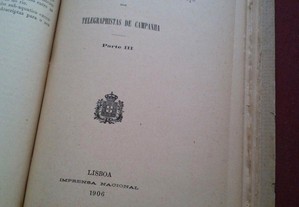 TELEGRAPHISTAS DE CAMPANHA
Parte III
LISBOA
IMPRENSA NACIONAL
1906